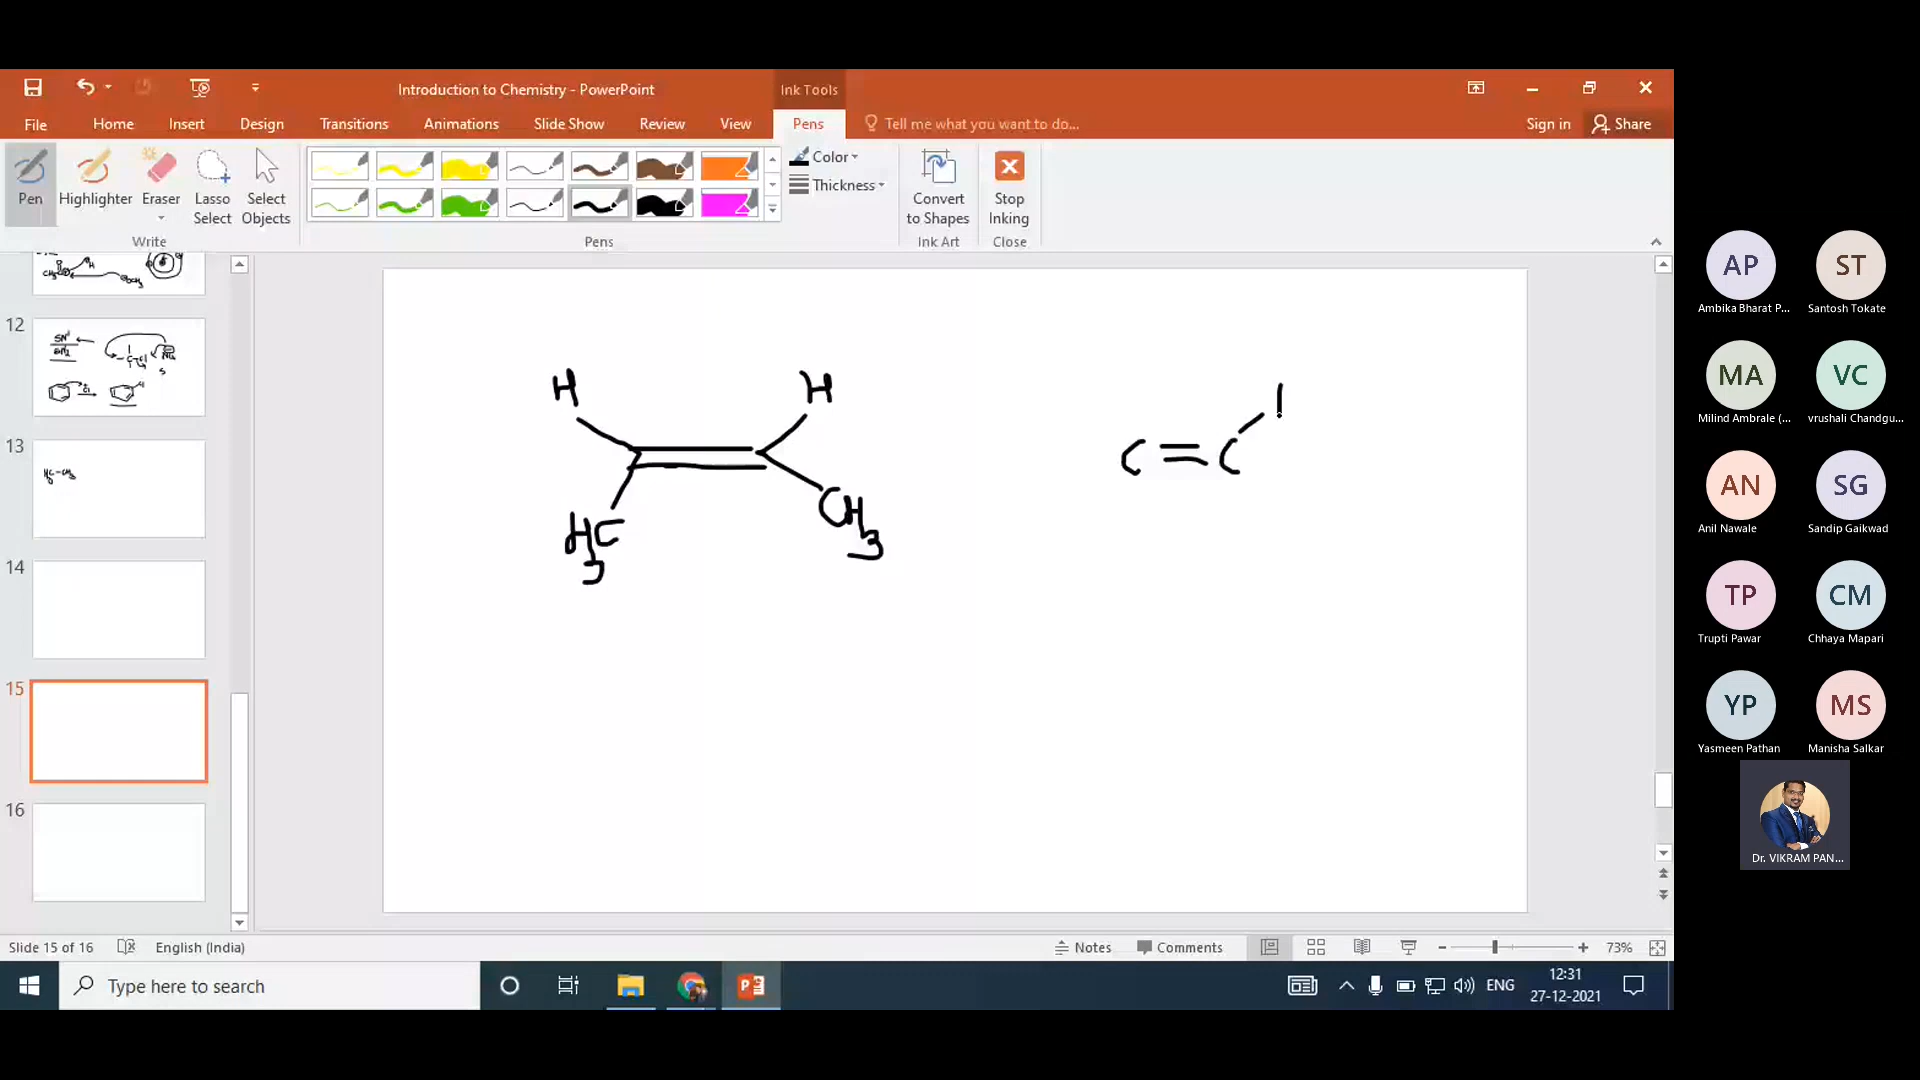 Introduction to Chemistry - PowerPoint
Ink Tools
File Home Insert Design Transitions Animations Slide Show Review View Pens Tell me what you want to do... Sign in Share
Pen Highlighter Eraser Lasso Select Select Objects
Color
Thickness
Convert to Shapes
Stop Inking
Write Pens Ink Art Close
12
13
14
15
16
H H
H3C CH3
C = C
AP ST
Ambika Bharat P... Santosh Tokate
MA VC
Milind Ambrale (... vrushali Chandgu...
AN SG
Anil Nawale Sandip Gaikwad
TP CM
Trupti Pawar Chhaya Mapari
YP MS
Yasmeen Pathan Manisha Salkar
Dr. VIKRAM PAN...
Slide 15 of 16 English (India) Notes Comments 73%
Type here to search
ENG
12:31
27-12-2021